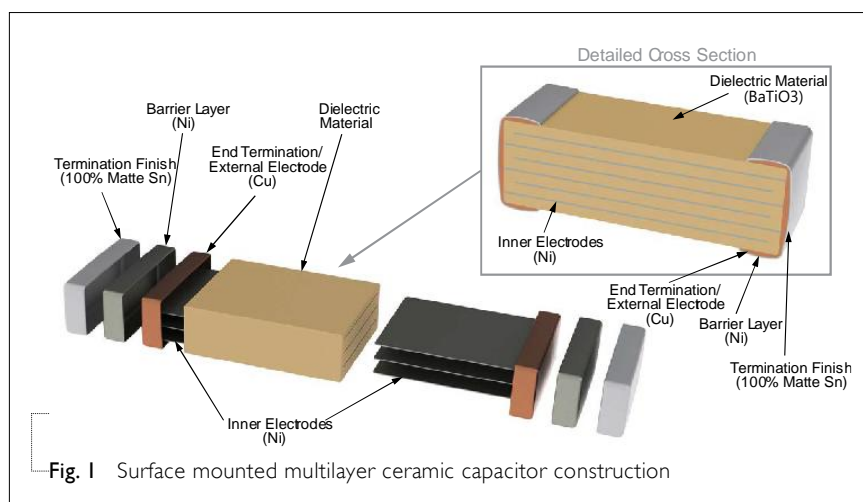 Detailed Cross Section
Dielectric Material
(BaTiO3)
Barrier Layer
(Ni)
Dielectric
Material
Termination Finish
(100% Matte Sn)
End Termination/
External Electrode
(Cu)
Inner Electrodes
(Ni)
End Termination/
External Electrode
(Cu)
Barrier Layer
(Ni)
Termination Finish
(100% Matte Sn)
Inner Electrodes
(Ni)
Fig. 1 Surface mounted multilayer ceramic capacitor construction